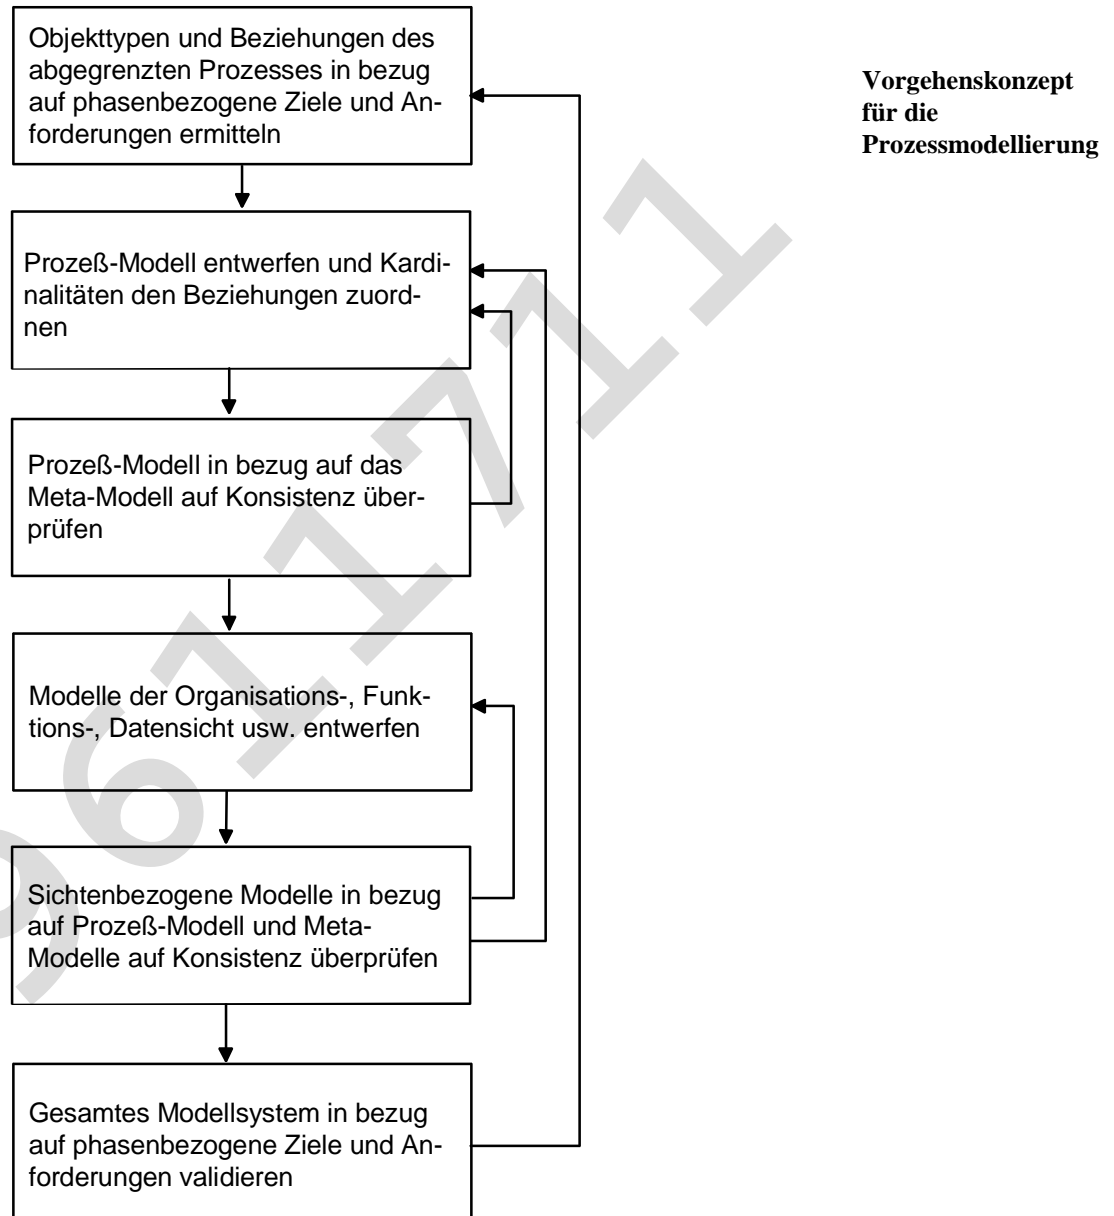 Objekttypen und Beziehungen des
abgegrenzten Prozesses in bezug
auf phasenbezogene Ziele und An-
forderungen ermitteln
Vorgehenskonzept
für die
Prozessmodellierung
Prozeß-Modell entwerfen und Kardi-
nalitäten den Beziehungen zuord-
nen
Prozeß-Modell in bezug auf das
Meta-Modell auf Konsistenz über-
prüfen
Modelle der Organisations-, Funk-
tions-, Datensicht usw. entwerfen
Sichtenbezogene Modelle in bezug
auf Prozeß-Modell und Meta-
Modelle auf Konsistenz überprüfen
Gesamtes Modellsystem in bezug
auf phasenbezogene Ziele und An-
forderungen validieren
9611711